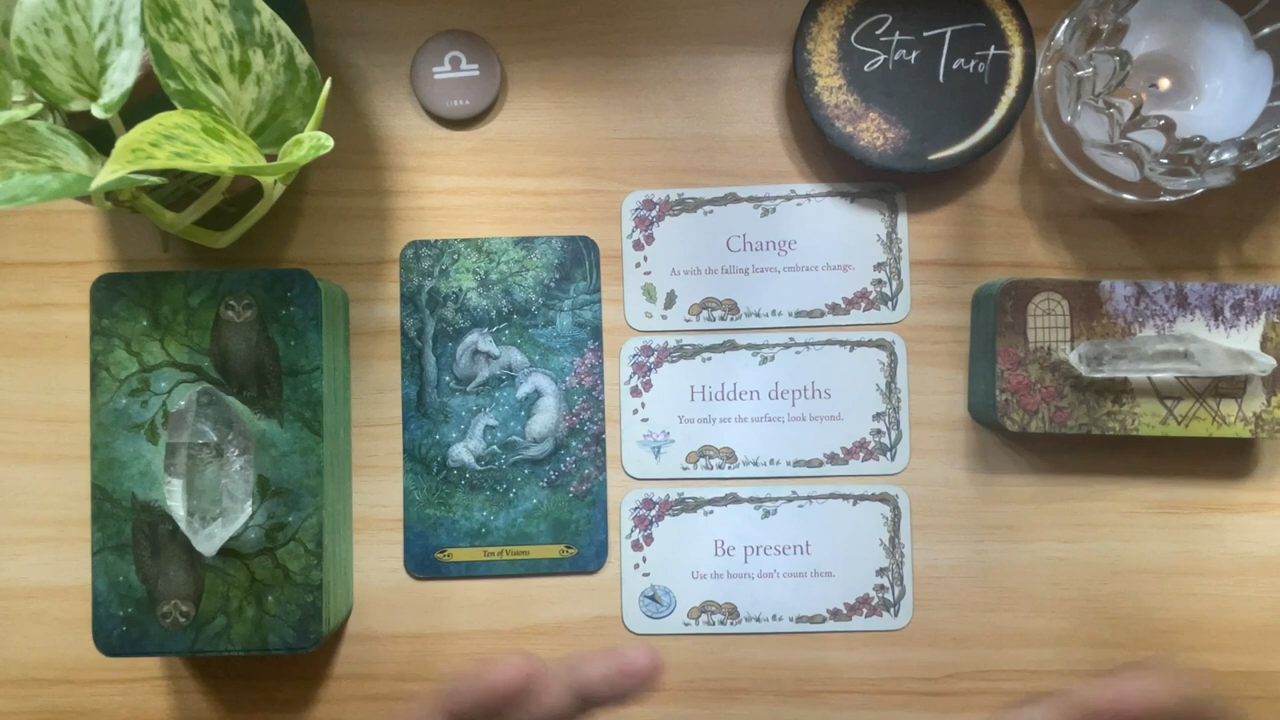 LIBRA
Star Tarot
Change
As with the falling leaves, embrace change.
Hidden depths
You only see the surface; look beyond.
Ten of Visions
Be present
Use the hours; don't count them.